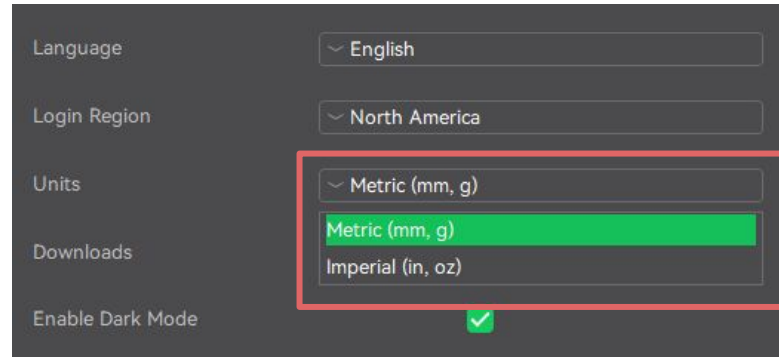 Language
English
Login Region
North America
Units
Metric (mm, g)
Metric (mm, g)
Imperial (in, oz)
Downloads
Enable Dark Mode